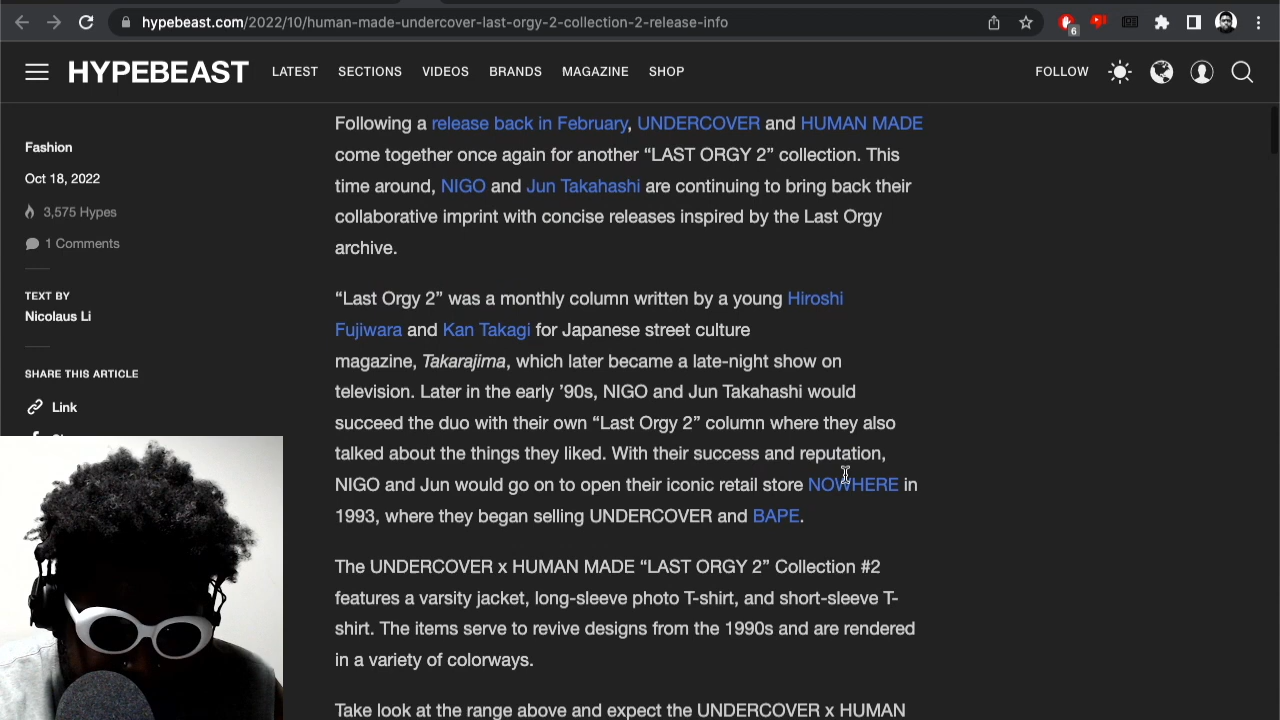 hypebeast.com/2022/10/human-made-undercover-last-orgy-2-collection-2-release-info
6
HYPEBEAST LATEST SECTIONS VIDEOS BRANDS MAGAZINE SHOP FOLLOW
Fashion
Oct 18, 2022
3,575 Hypes
1 Comments
TEXT BY
Nicolaus Li
SHARE THIS ARTICLE
Link
Following a release back in February, UNDERCOVER and HUMAN MADE
come together once again for another “LAST ORGY 2” collection. This
time around, NIGO and Jun Takahashi are continuing to bring back their
collaborative imprint with concise releases inspired by the Last Orgy
archive.
“Last Orgy 2” was a monthly column written by a young Hiroshi
Fujiwara and Kan Takagi for Japanese street culture
magazine, Takarajima, which later became a late-night show on
television. Later in the early ’90s, NIGO and Jun Takahashi would
succeed the duo with their own “Last Orgy 2” column where they also
talked about the things they liked. With their success and reputation,
NIGO and Jun would go on to open their iconic retail store NOWHERE in
1993, where they began selling UNDERCOVER and BAPE.
The UNDERCOVER x HUMAN MADE “LAST ORGY 2” Collection #2
features a varsity jacket, long-sleeve photo T-shirt, and short-sleeve T-
shirt. The items serve to revive designs from the 1990s and are rendered
in a variety of colorways.
Take look at the range above and expect the UNDERCOVER x HUMAN